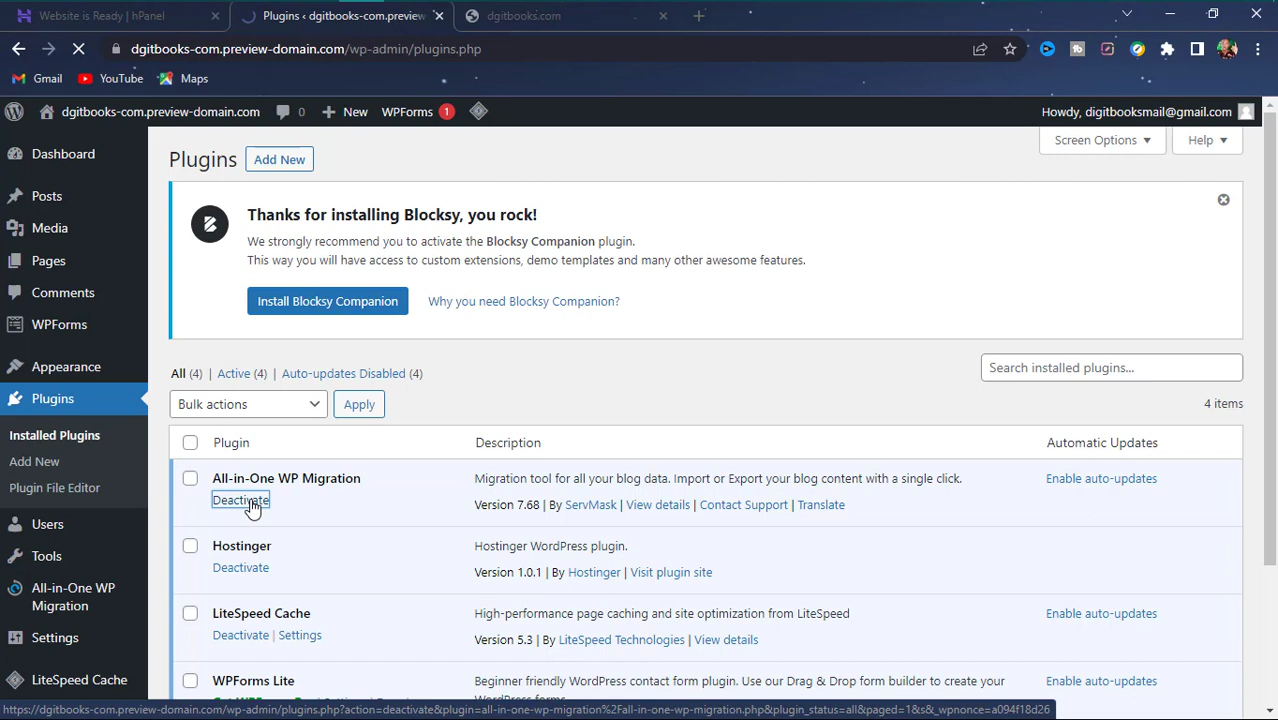 Website is Ready | hPanel
Plugins ‹ dgitbooks-com.preview
dgitbooks.com
dgitbooks-com.preview-domain.com/wp-admin/plugins.php
Gmail
YouTube
Maps
dgitbooks-com.preview-domain.com
0
New
WPForms 1
Howdy, digitbooksmail@gmail.com
Screen Options
Help
Dashboard
Posts
Media
Pages
Comments
WPForms
Appearance
Plugins
Installed Plugins
Add New
Plugin File Editor
Users
Tools
All-in-One WP
Migration
Settings
LiteSpeed Cache
Plugins
Add New
Thanks for installing Blocksy, you rock!
We strongly recommend you to activate the Blocksy Companion plugin.
This way you will have access to custom extensions, demo templates and many other awesome features.
Install Blocksy Companion
Why you need Blocksy Companion?
All (4) | Active (4) | Auto-updates Disabled (4)
Search installed plugins...
Bulk actions
Apply
4 items
Plugin
Description
Automatic Updates
All-in-One WP Migration
Migration tool for all your blog data. Import or Export your blog content with a single click.
Enable auto-updates
Deactivate
Version 7.68 | By ServMask | View details | Contact Support | Translate
Hostinger
Hostinger WordPress plugin.
Deactivate
Version 1.0.1 | By Hostinger | Visit plugin site
LiteSpeed Cache
High-performance page caching and site optimization from LiteSpeed
Enable auto-updates
Deactivate | Settings
Version 5.3 | By LiteSpeed Technologies | View details
WPForms Lite
Beginner friendly WordPress contact form plugin. Use our Drag & Drop form builder to create your
Enable auto-updates
WordPress forms.
https://dgitbooks-com.preview-domain.com/wp-admin/plugins.php?action=deactivate&plugin=all-in-one-wp-migration%2Fall-in-one-wp-migration.php&plugin_status=all&paged=1&s&_wpnonce=a094f18d26